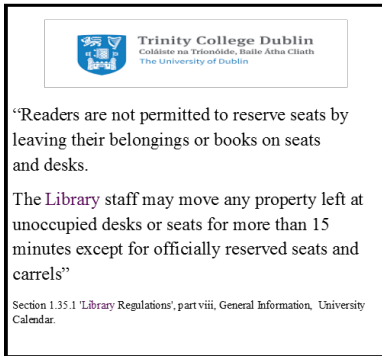 Trinity College Dublin
Coláiste na Tríonóide, Baile Átha Cliath
The University of Dublin
“Readers are not permitted to reserve seats by
leaving their belongings or books on seats
and desks.
The Library staff may move any property left at
unoccupied desks or seats for more than 15
minutes except for officially reserved seats and
carrels”
Section 1.35.1 'Library Regulations', part viii, General Information, University
Calendar.